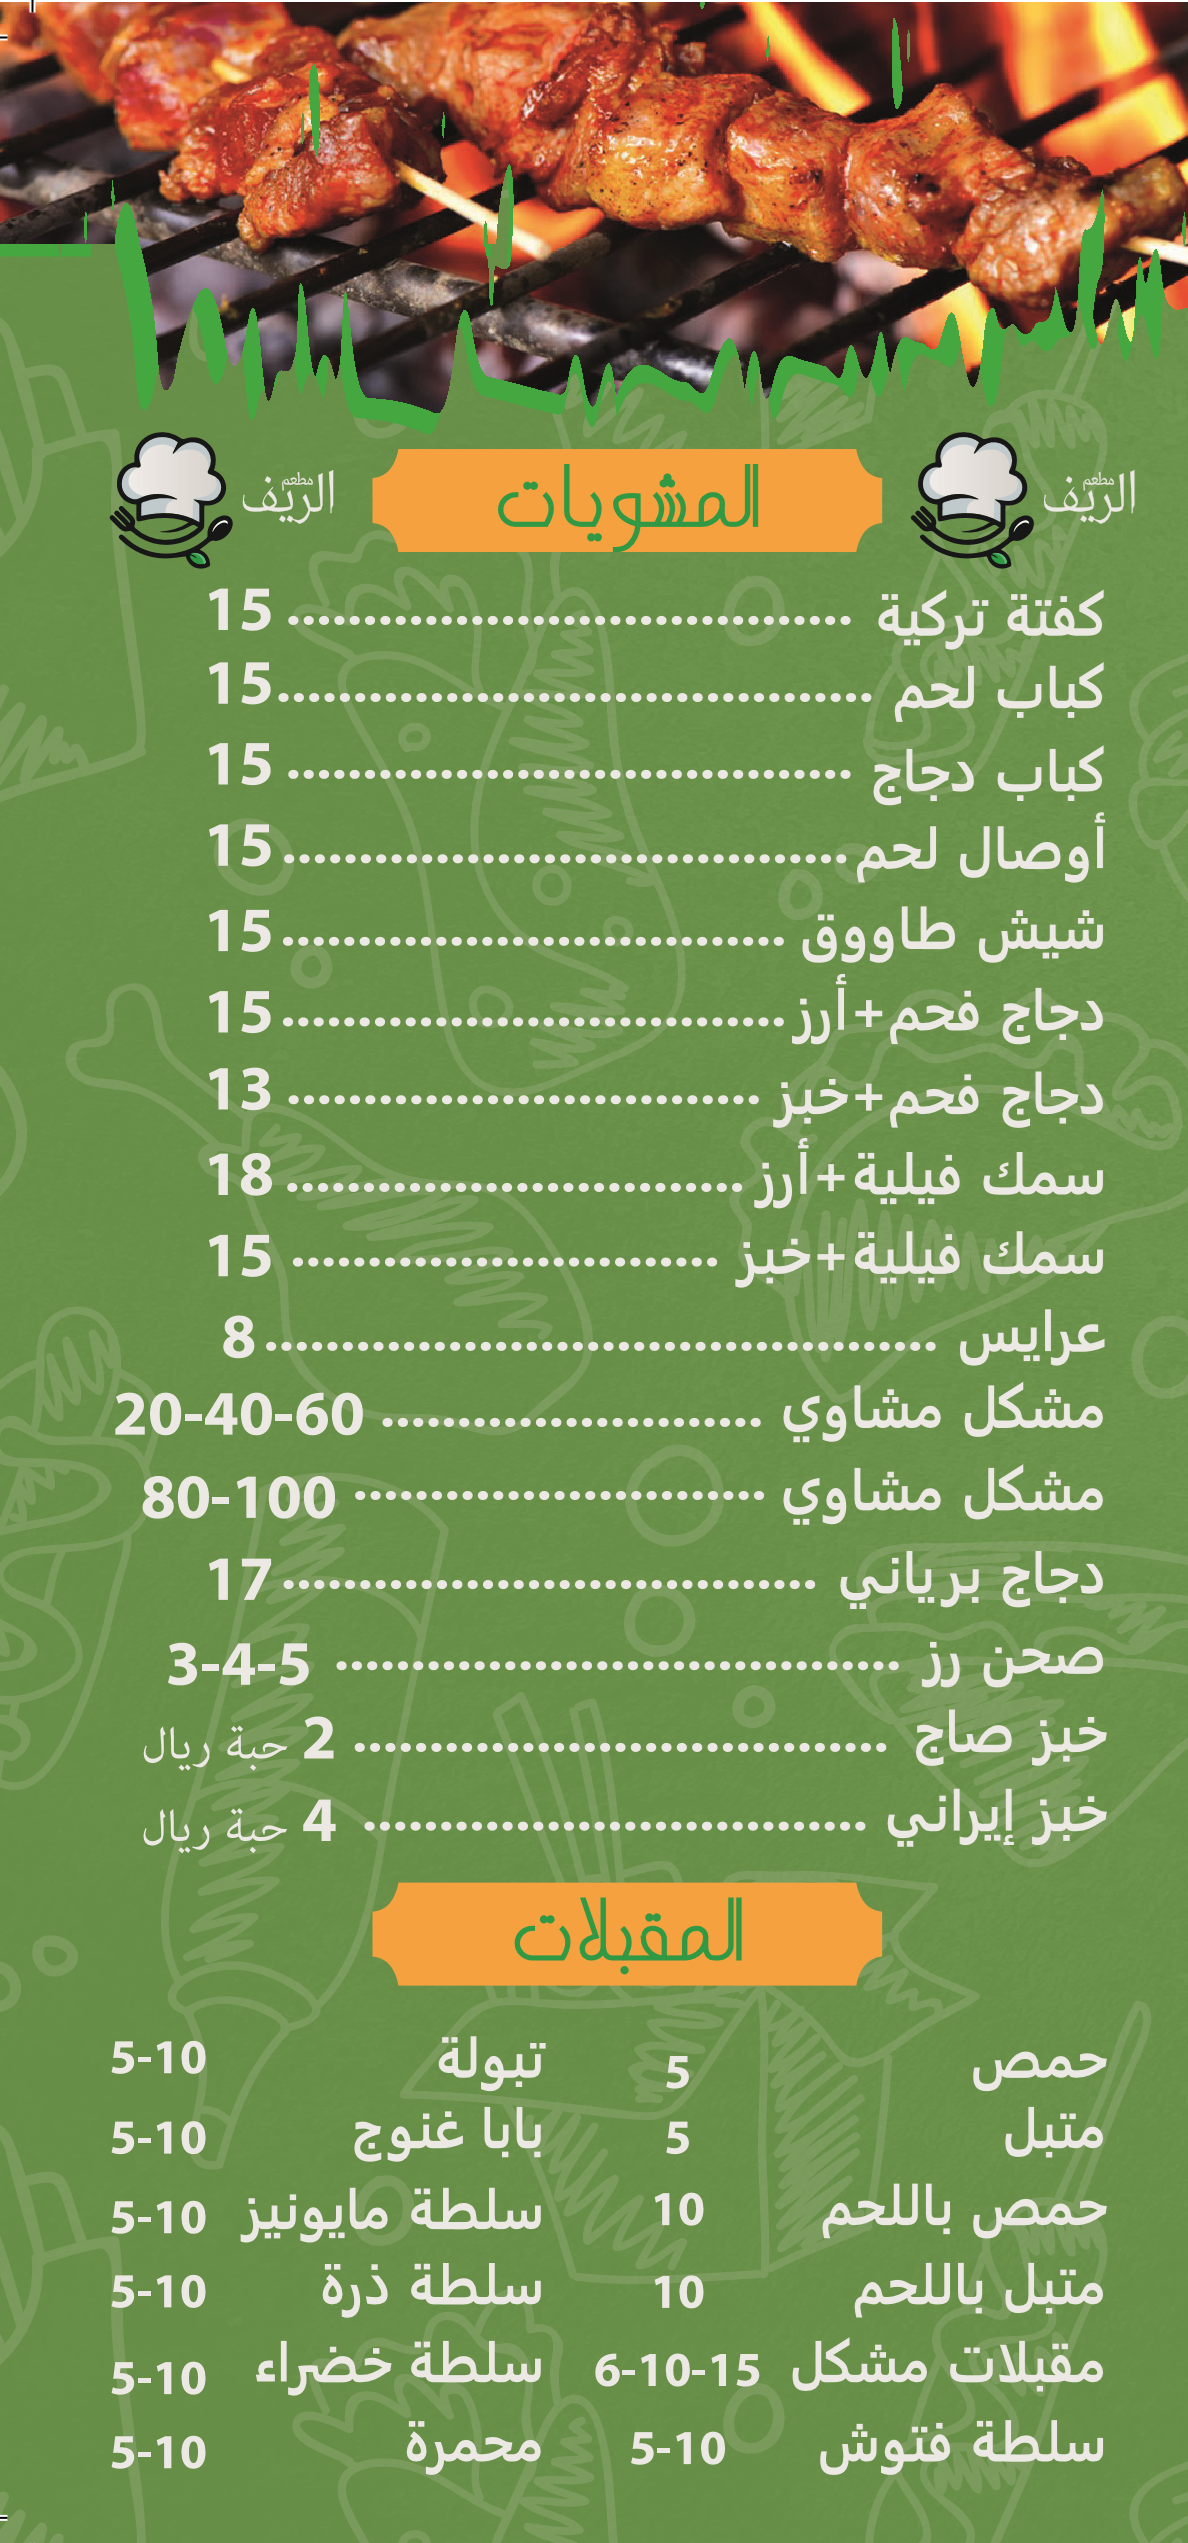 مطعم الريف
المشويات
مطعم الريف
كفتة تركية .................................... 15
كباب لحم .................................... 15
كباب دجاج .................................... 15
أوصال لحم .................................... 15
شيش طاووق .................................... 15
دجاج فحم+أرز .................................... 15
دجاج فحم+خبز .................................... 13
سمك فيلية+أرز .................................... 18
سمك فيلية+خبز .................................... 15
عرايس .................................... 8
مشكل مشاوي .................................... 20-40-60
مشكل مشاوي .................................... 80-100
دجاج برياني .................................... 17
صحن رز .................................... 3-4-5
خبز صاج .................................... 2 حبة ريال
خبز إيراني .................................... 4 حبة ريال
المقبلات
حمص 5 تبولة 5-10
متبل 5 بابا غنوج 5-10
حمص باللحم 10 سلطة مايونيز 5-10
متبل باللحم 10 سلطة ذرة 5-10
مقبلات مشكل 6-10-15 سلطة خضراء 5-10
سلطة فتوش 5-10 محمرة 5-10